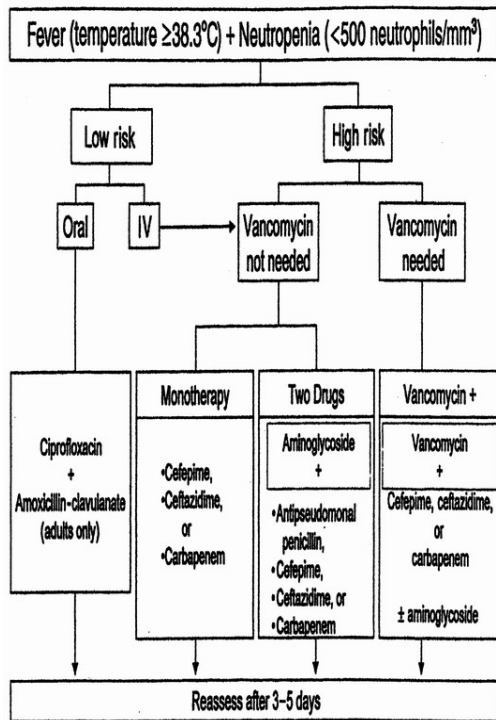 Fever (temperature ≥38.3ºC) + Neutropenia (<500 neutrophils/mm³)
Low risk
High risk
Oral
IV
Vancomycin
not needed
Vancomycin
needed
Ciprofloxacin
+
Amoxicillin-clavulanate
(adults only)
Monotherapy
•Cefepime,
•Ceftazidime,
or
•Carbapenem
Two Drugs
Aminoglycoside
+
•Antipseudomonal
penicillin,
•Cefepime,
•Ceftazidime, or
•Carbapenem
Vancomycin +
Vancomycin
+
Cefepime, ceftazidime,
or
carbapenem
± aminoglycoside
Reassess after 3–5 days